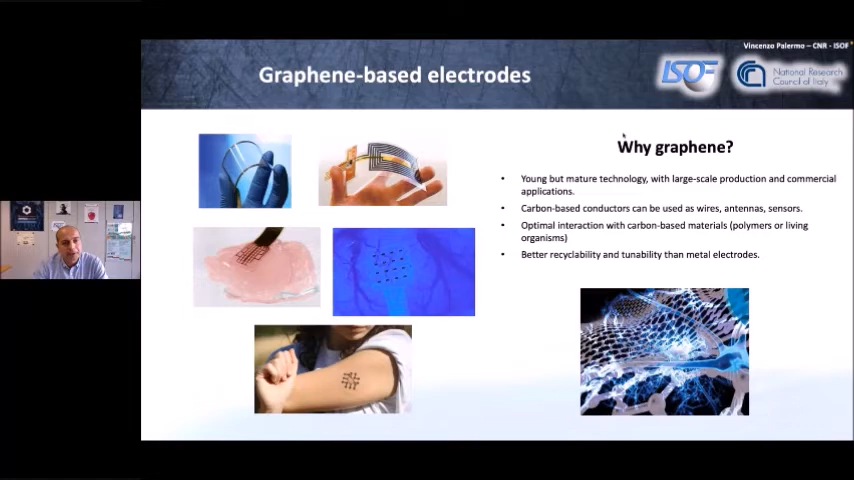 Vincenzo Palermo – CNR - ISOF
Graphene-based electrodes
ISOF
National Research
Council of Italy
Why graphene?
• Young but mature technology, with large-scale production and commercial
applications.
• Carbon-based conductors can be used as wires, antennas, sensors.
• Optimal interaction with carbon-based materials (polymers or living
organisms)
• Better recyclability and tunability than metal electrodes.